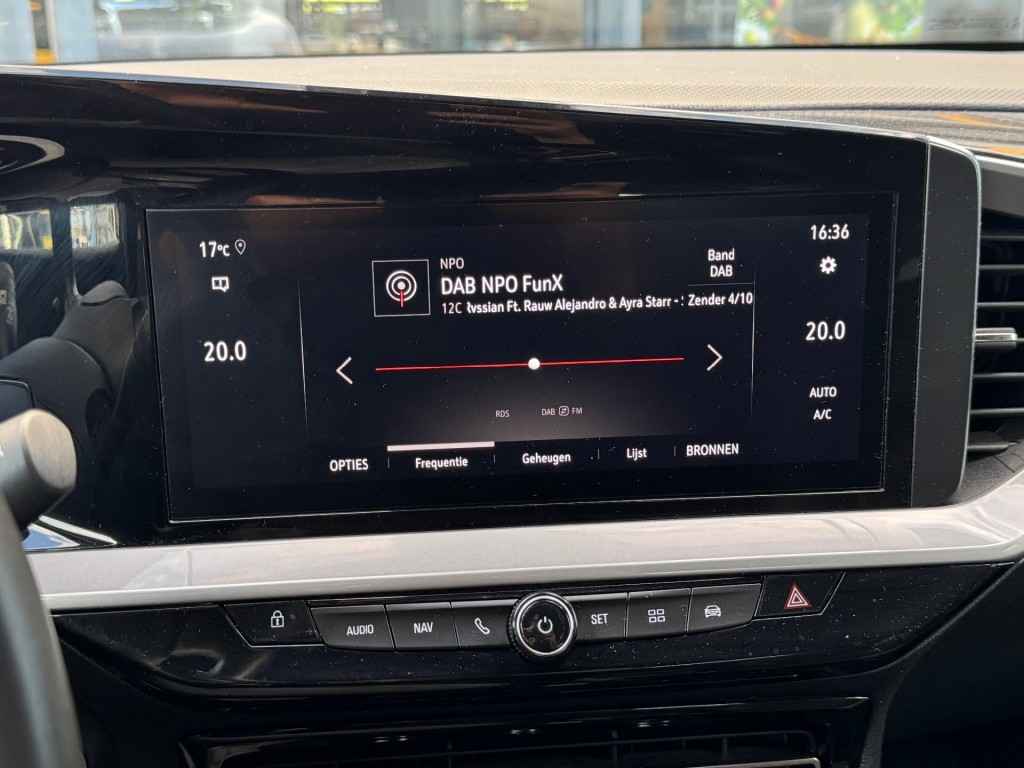 17°C
16:36
NPO
DAB NPO FunX
12C
Ft. Rauw Alejandro & Ayra Starr -
Band
DAB
Zender 4/10
20.0
20.0
AUTO
A/C
RDS
DAB FM
OPTIES
Frequentie
Geheugen
Lijst
BRONNEN
AUDIO
NAV
SET